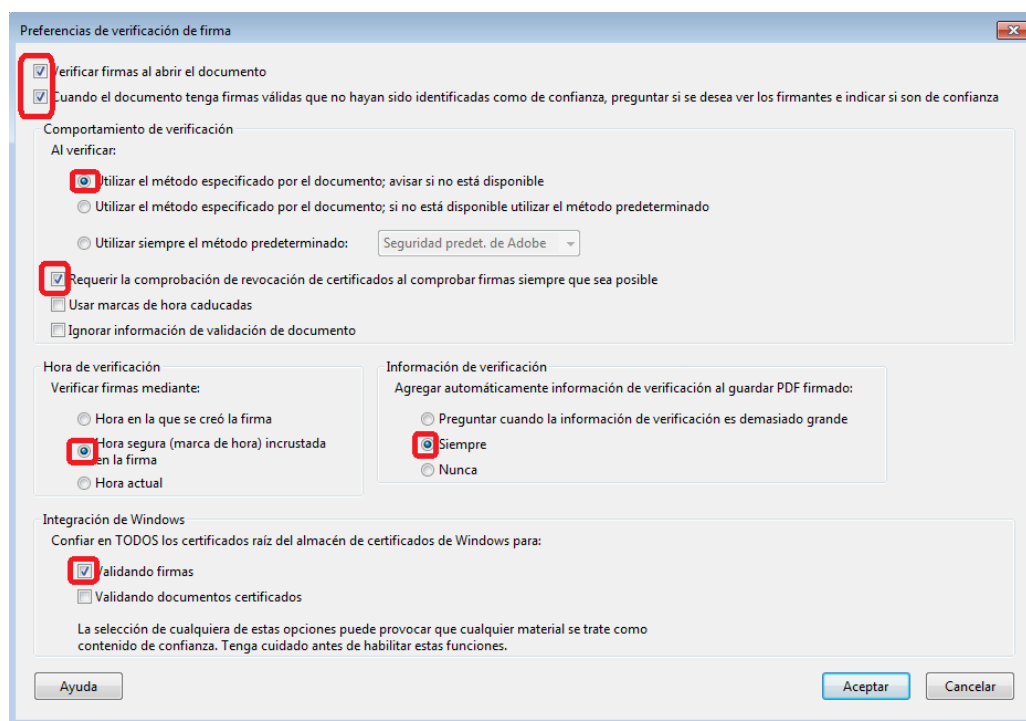 Preferencias de verificación de firma
Verificar firmas al abrir el documento
Cuando el documento tenga firmas válidas que no hayan sido identificadas como de confianza, preguntar si se desea ver los firmantes e indicar si son de confianza
Comportamiento de verificación
Al verificar:
Utilizar el método especificado por el documento; avisar si no está disponible
Utilizar el método especificado por el documento; si no está disponible utilizar el método predeterminado
Utilizar siempre el método predeterminado: Seguridad predet. de Adobe
Requerir la comprobación de revocación de certificados al comprobar firmas siempre que sea posible
Usar marcas de hora caducadas
Ignorar información de validación de documento
Hora de verificación
Verificar firmas mediante:
Hora en la que se creó la firma
Hora segura (marca de hora) incrustada
en la firma
Hora actual
Información de verificación
Agregar automáticamente información de verificación al guardar PDF firmado:
Preguntar cuando la información de verificación es demasiado grande
Siempre
Nunca
Integración de Windows
Confiar en TODOS los certificados raíz del almacén de certificados de Windows para:
Validando firmas
Validando documentos certificados
La selección de cualquiera de estas opciones puede provocar que cualquier material se trate como
contenido de confianza. Tenga cuidado antes de habilitar estas funciones.
Ayuda
Aceptar
Cancelar